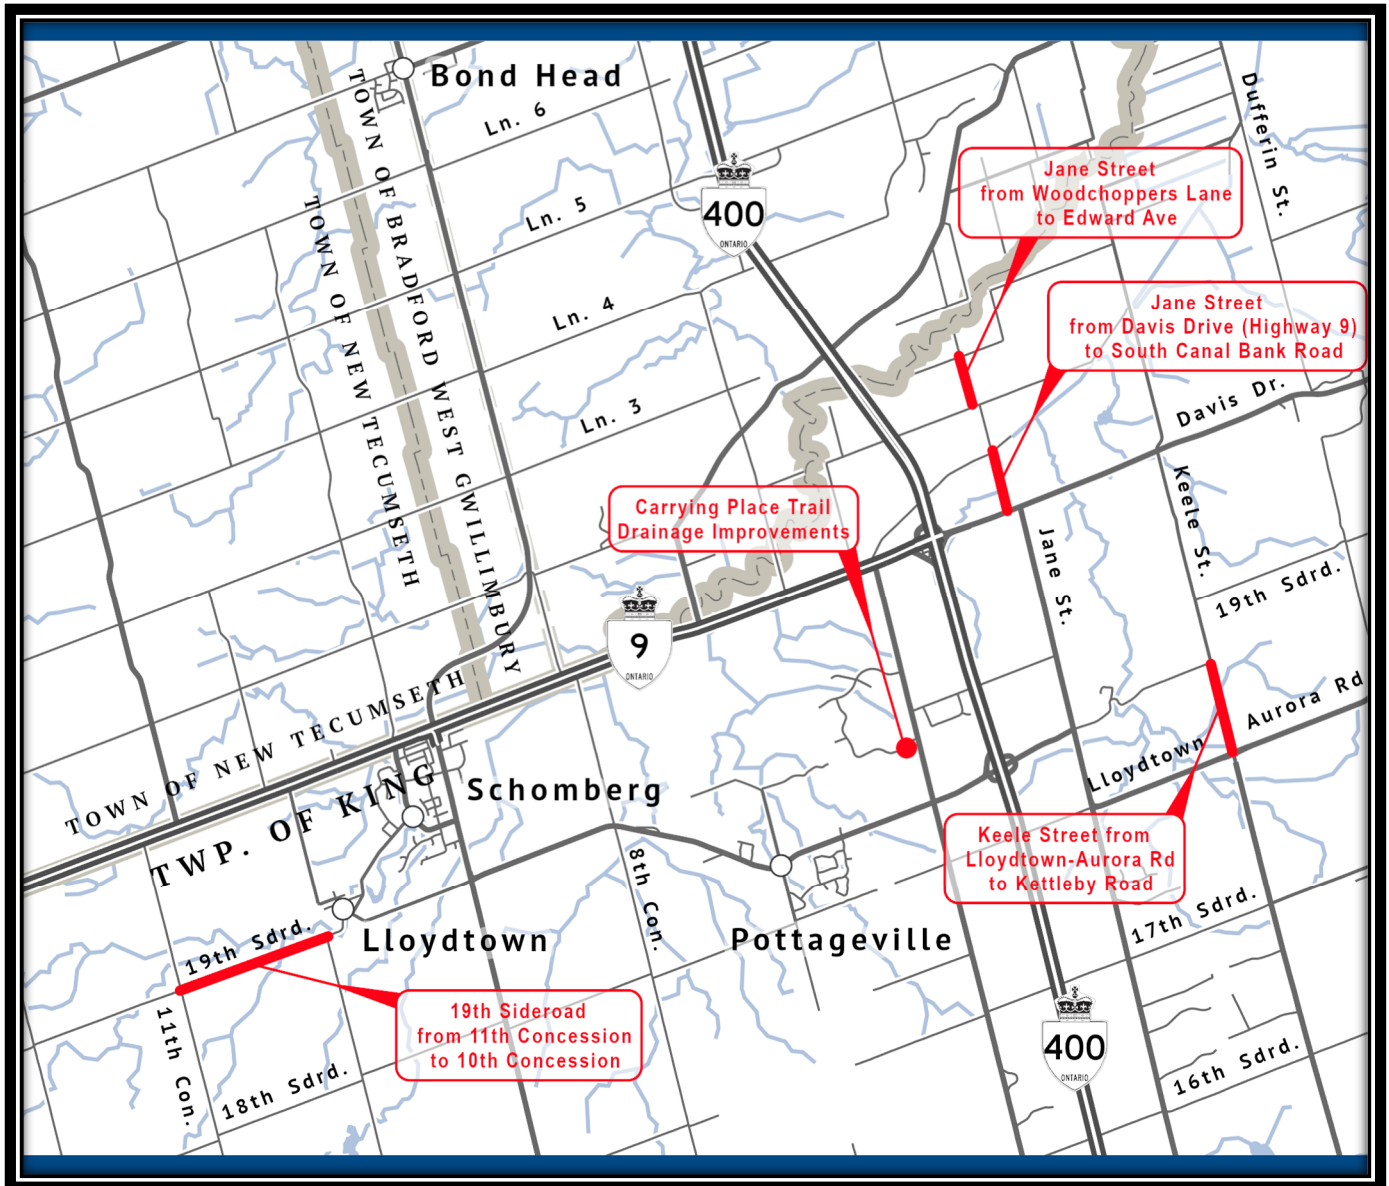 Bond Head
Ln. 6
Dufferin St.
TOWN OF BRADFORD WEST GWILLIMBURY
TOWN OF NEW TECUMSETH
Jane Street
from Woodchoppers Lane
to Edward Ave
400
ONTARIO
Ln. 5
Ln. 4
Jane Street
from Davis Drive (Highway 9)
to South Canal Bank Road
Ln. 3
Davis Dr.
Carrying Place Trail
Drainage Improvements
Keele St.
Jane St.
19th Sdrd.
9
ONTARIO
TOWN OF NEW TECUMSETH
TWP. OF KING
Schomberg
Lloydtown Aurora Rd
Keele Street from
Lloydtown-Aurora Rd
to Kettleby Road
8th Con.
17th Sdrd.
19th Sdrd.
Lloydtown
Pottageville
19th Sideroad
from 11th Concession
to 10th Concession
11th Con.
18th Sdrd.
400
ONTARIO
16th Sdrd.